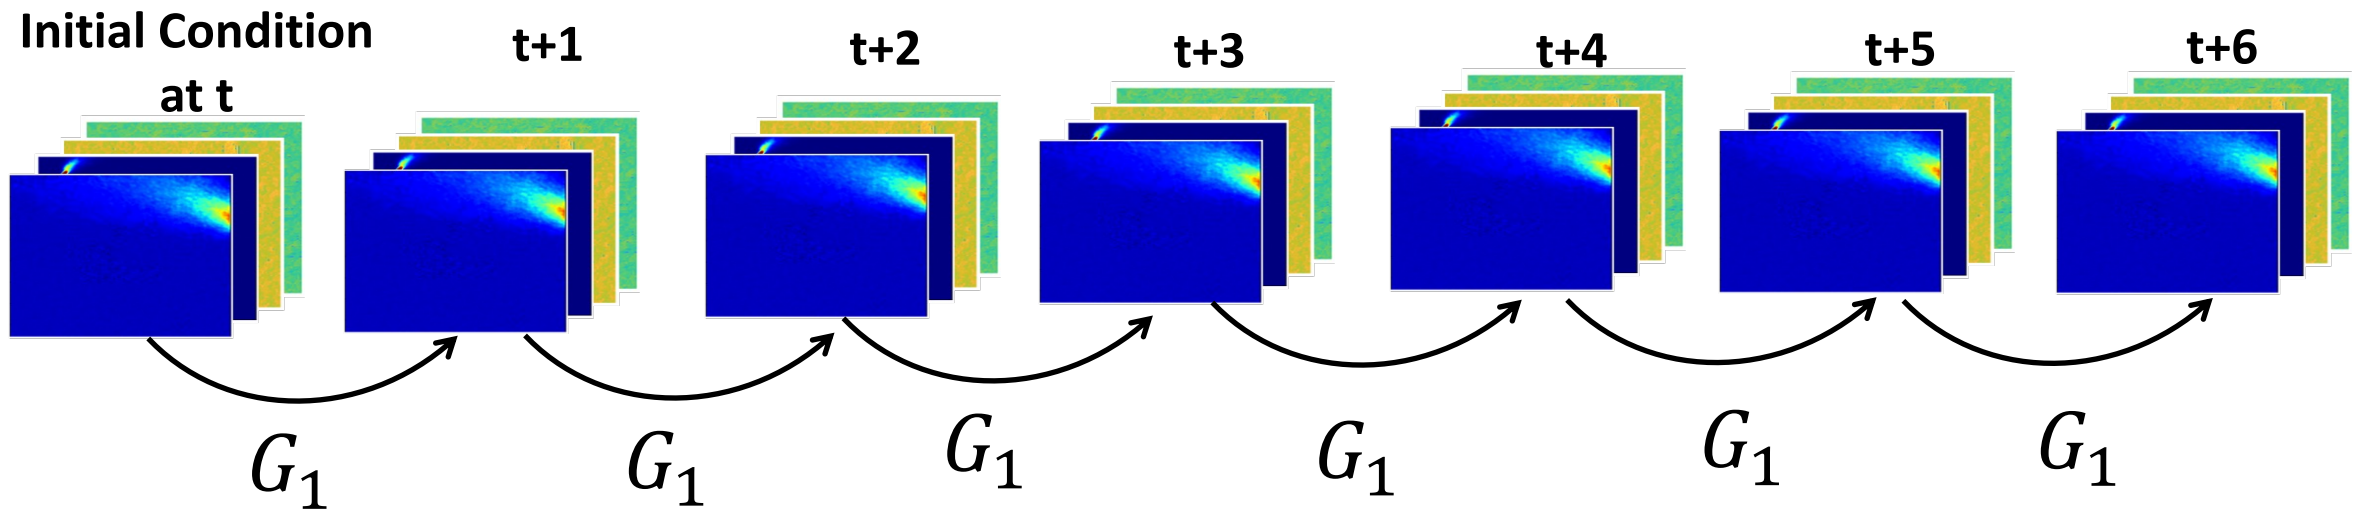 Initial Condition
at t
t+1
t+2
t+3
t+4
t+5
t+6
G₁
G₁
G₁
G₁
G₁
G₁